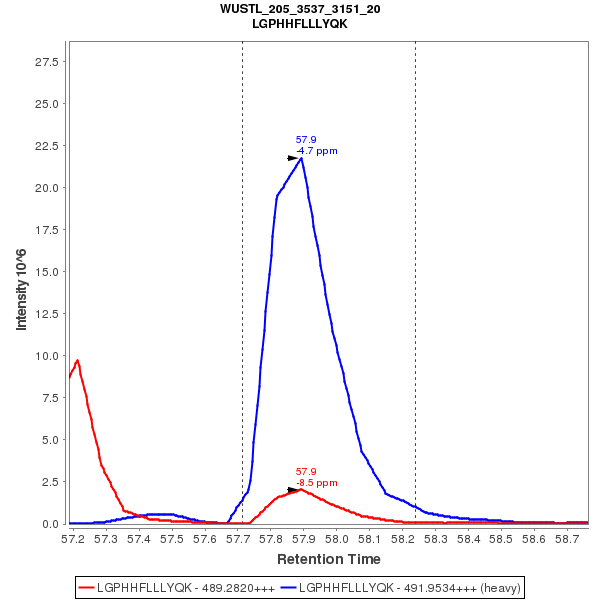 WUSTL_205_3537_3151_20
LGPHHFLLLYQK
27.5
25.0
22.5
20.0
17.5
15.0
12.5
10.0
7.5
5.0
2.5
0.0
Intensity 10^6
57.9
-4.7 ppm
57.9
-8.5 ppm
57.2 57.3 57.4 57.5 57.6 57.7 57.8 57.9 58.0 58.1 58.2 58.3 58.4 58.5 58.6 58.7
Retention Time
LGPHHFLLLYQK - 489.2820+++ LGPHHFLLLYQK - 491.9534+++ (heavy)